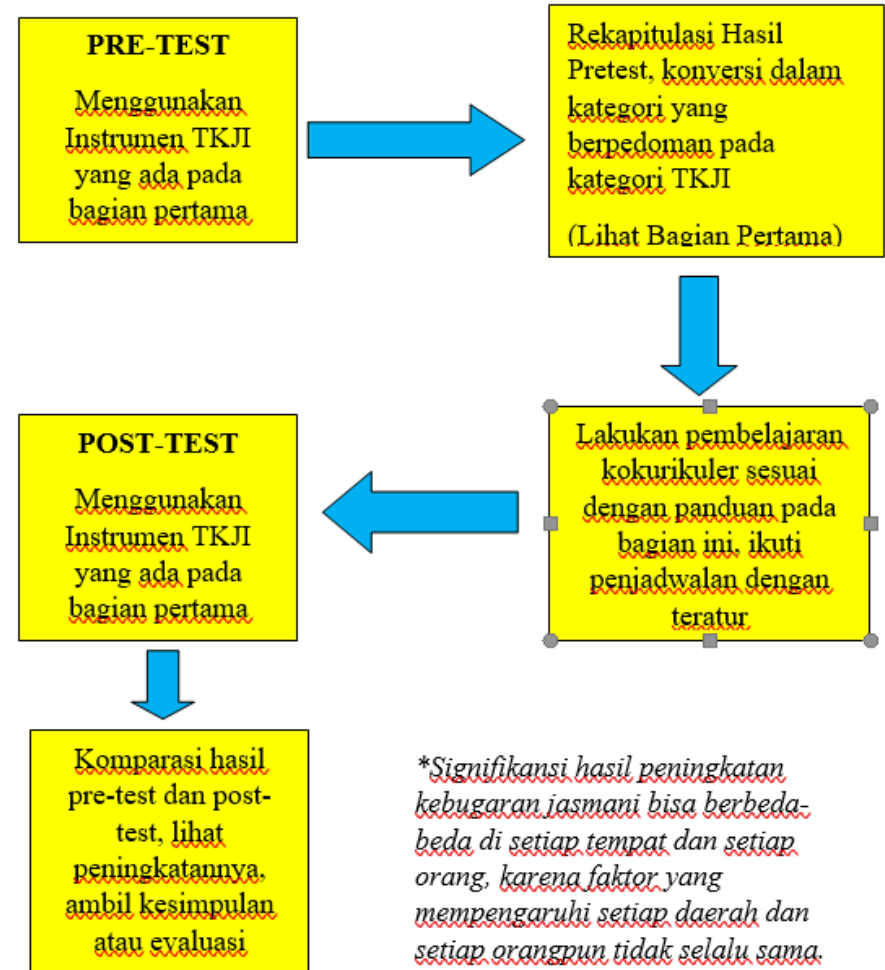 PRE-TEST
Menggunakan
Instrumen TKJI
yang ada pada
bagian pertama
Rekapitulasi Hasil
Pretest, konversi dalam
kategori yang
berpedoman pada
kategori TKJI
(Lihat Bagian Pertama)
Lakukan pembelajaran
kokurikuler sesuai
dengan panduan pada
bagian ini, ikuti
penjadwalan dengan
teratur
POST-TEST
Menggunakan
Instrumen TKJI
yang ada pada
bagian pertama
Komparasi hasil
pre-test dan post-
test, lihat
peningkatannya,
ambil kesimpulan
atau evaluasi
*Signifikansi hasil peningkatan
kebugaran jasmani bisa berbeda-
beda di setiap tempat dan setiap
orang, karena faktor yang
mempengaruhi setiap daerah dan
setiap orangpun tidak selalu sama.